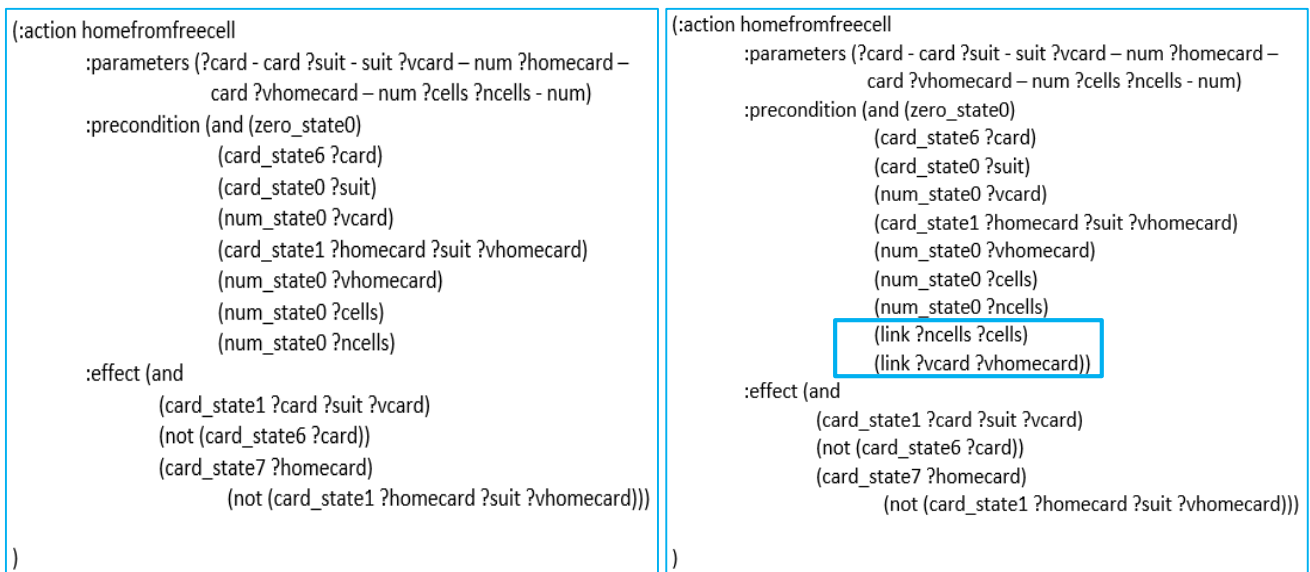 (:action homefromfreecell
:parameters (?card - card ?suit - suit ?vcard – num ?homecard –
card ?vhomecard – num ?cells ?ncells - num)
:precondition (and (zero_state0)
(card_state6 ?card)
(card_state0 ?suit)
(num_state0 ?vcard)
(card_state1 ?homecard ?suit ?vhomecard)
(num_state0 ?vhomecard)
(num_state0 ?cells)
(num_state0 ?ncells)
:effect (and
(card_state1 ?card ?suit ?vcard)
(not (card_state6 ?card))
(card_state7 ?homecard)
(not (card_state1 ?homecard ?suit ?vhomecard)))
)
(:action homefromfreecell
:parameters (?card - card ?suit - suit ?vcard – num ?homecard –
card ?vhomecard – num ?cells ?ncells - num)
:precondition (and (zero_state0)
(card_state6 ?card)
(card_state0 ?suit)
(num_state0 ?vcard)
(card_state1 ?homecard ?suit ?vhomecard)
(num_state0 ?vhomecard)
(num_state0 ?cells)
(num_state0 ?ncells)
(link ?ncells ?cells)
(link ?vcard ?vhomecard))
:effect (and
(card_state1 ?card ?suit ?vcard)
(not (card_state6 ?card))
(card_state7 ?homecard)
(not (card_state1 ?homecard ?suit ?vhomecard)))
)